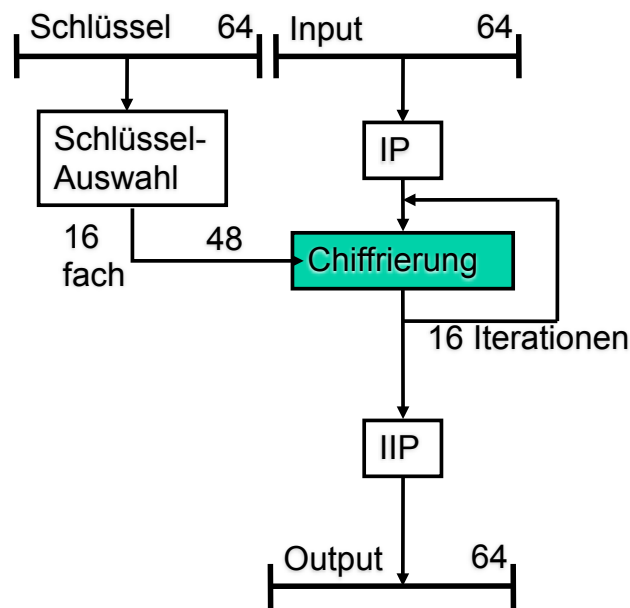 Schlüssel 64
Input 64
Schlüssel-
Auswahl
IP
16
fach
48
Chiffrierung
16 Iterationen
IIP
Output 64